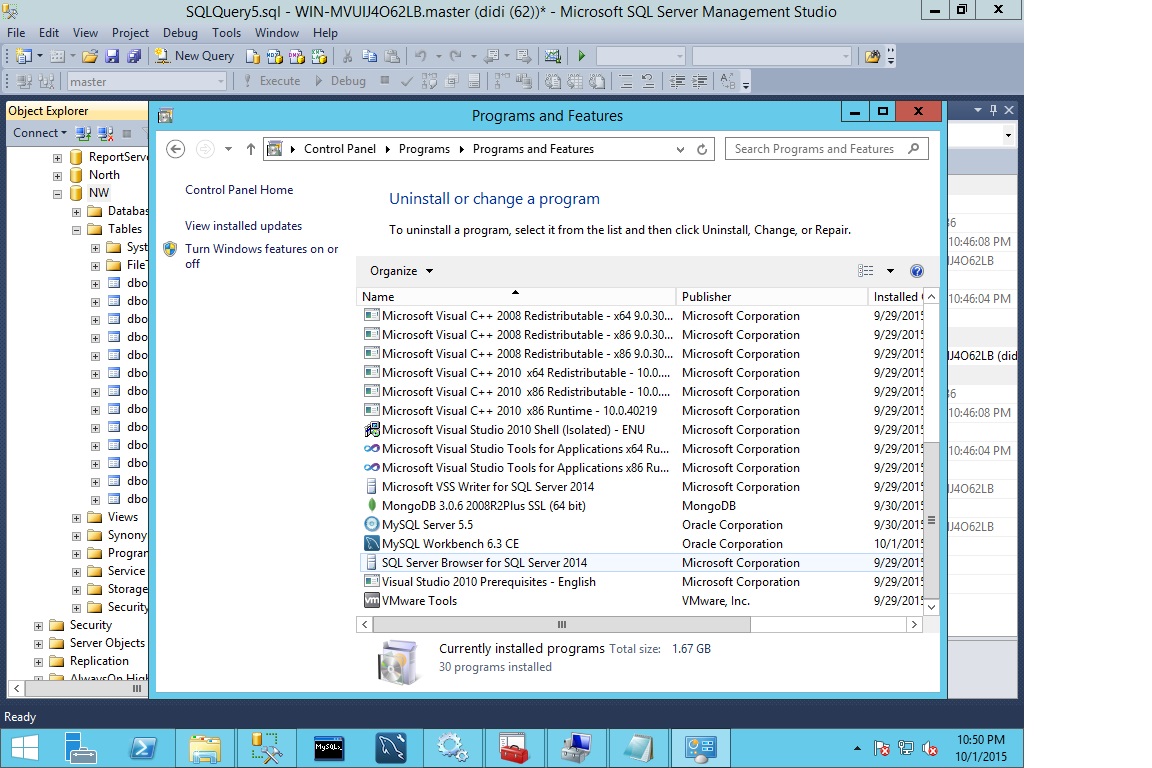 SQLQuery5.sql - WIN-MVUIJ4O62LB.master (didi (62))* - Microsoft SQL Server Management Studio
File Edit View Project Debug Tools Window Help
New Query
master
Execute Debug
Object Explorer
Connect
ReportServe
North
NW
Databas
Tables
Syst
FileT
dbo
dbo
dbo
dbo
dbo
dbo
dbo
dbo
dbo
dbo
dbo
dbo
dbo
Views
Synony
Program
Service
Storage
Security
Security
Server Objects
Replication
AlwaysOn High
Programs and Features
Control Panel Programs Programs and Features
Search Programs and Features
Control Panel Home
View installed updates
Turn Windows features on or
off
Uninstall or change a program
To uninstall a program, select it from the list and then click Uninstall, Change, or Repair.
Organize
Name Publisher Installed
Microsoft Visual C++ 2008 Redistributable - x64 9.0.30... Microsoft Corporation 9/29/2015
Microsoft Visual C++ 2008 Redistributable - x86 9.0.30... Microsoft Corporation 9/29/2015
Microsoft Visual C++ 2008 Redistributable - x86 9.0.30... Microsoft Corporation 9/29/2015
Microsoft Visual C++ 2010 x64 Redistributable - 10.0.... Microsoft Corporation 9/29/2015
Microsoft Visual C++ 2010 x86 Redistributable - 10.0.... Microsoft Corporation 9/29/2015
Microsoft Visual C++ 2010 x86 Runtime - 10.0.40219 Microsoft Corporation 9/29/2015
Microsoft Visual Studio 2010 Shell (Isolated) - ENU Microsoft Corporation 9/29/2015
Microsoft Visual Studio Tools for Applications x64 Ru... Microsoft Corporation 9/29/2015
Microsoft Visual Studio Tools for Applications x86 Ru... Microsoft Corporation 9/29/2015
Microsoft VSS Writer for SQL Server 2014 Microsoft Corporation 9/29/2015
MongoDB 3.0.6 2008R2Plus SSL (64 bit) MongoDB 9/30/2015
MySQL Server 5.5 Oracle Corporation 9/30/2015
MySQL Workbench 6.3 CE Oracle Corporation 10/1/2015
SQL Server Browser for SQL Server 2014 Microsoft Corporation 9/29/2015
Visual Studio 2010 Prerequisites - English Microsoft Corporation 9/29/2015
VMware Tools VMware, Inc. 9/29/2015
Currently installed programs Total size: 1.67 GB
30 programs installed
36
10:46:08 PM
IJ4O62LB
10:46:04 PM
J4O62LB (did
36
10:46:08 PM
10:46:04 PM
IJ4O62LB
IJ4O62LB
Ready
MySQL
10:50 PM
10/1/2015